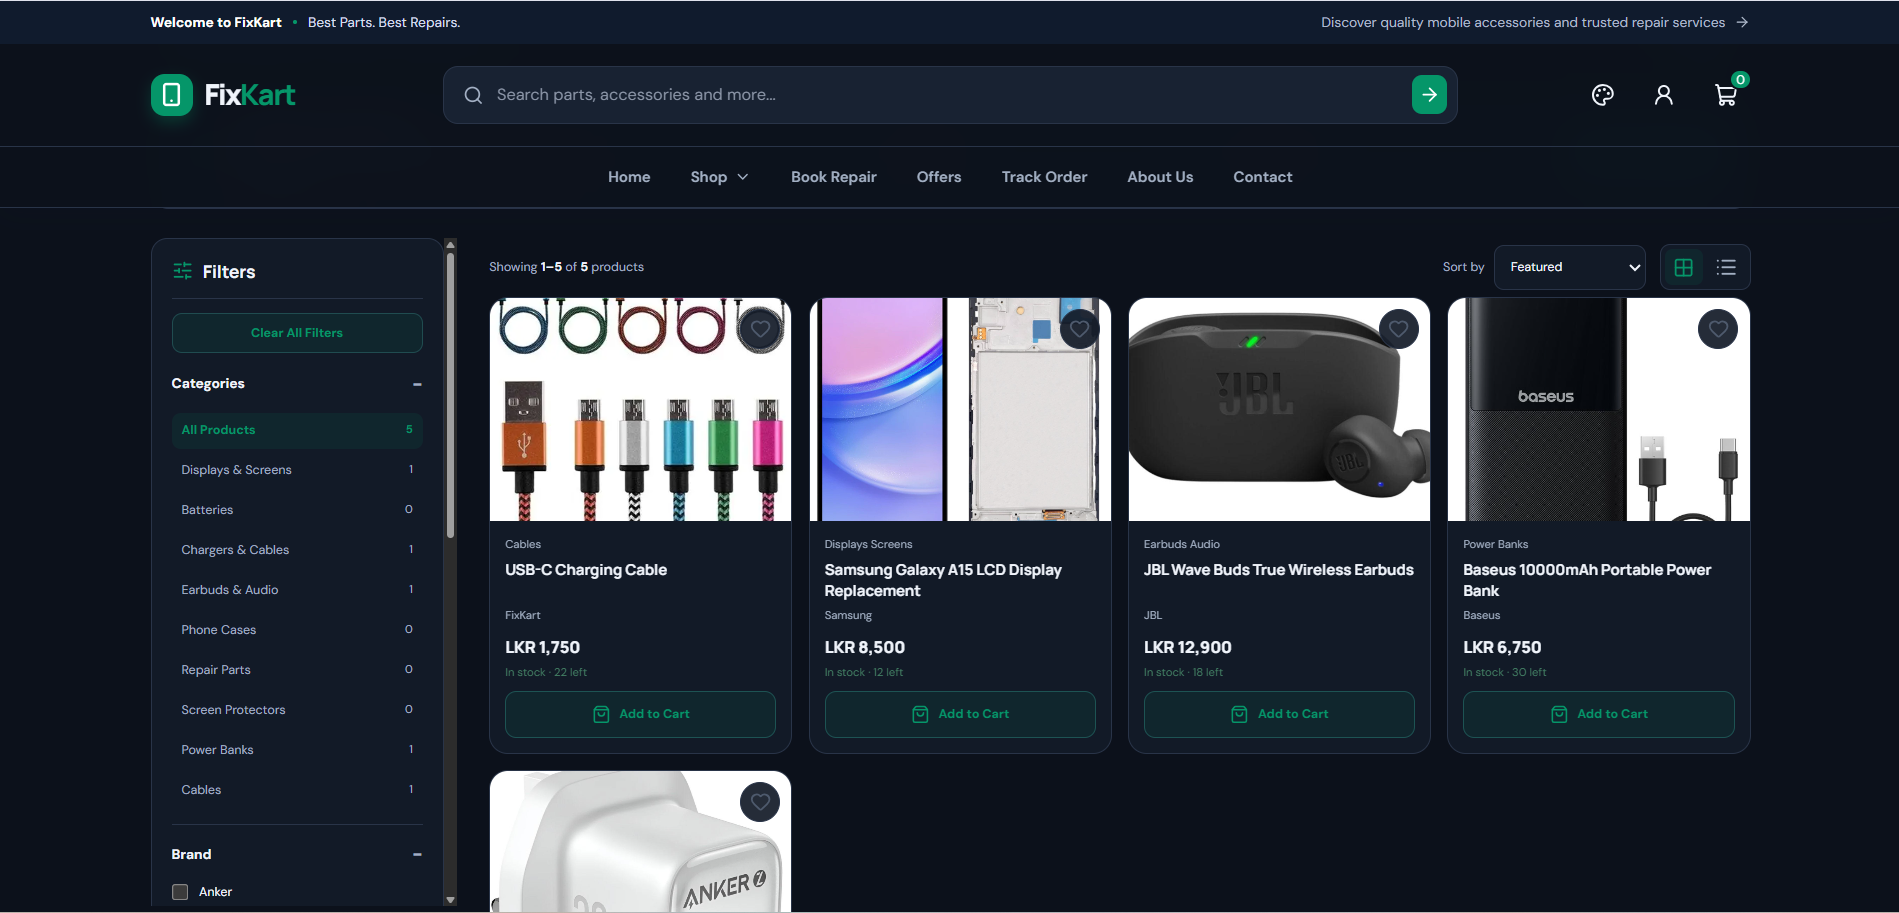 Welcome to FixKart • Best Parts. Best Repairs.
Discover quality mobile accessories and trusted repair services →
FixKart
Search parts, accessories and more...
0
Home
Shop
Book Repair
Offers
Track Order
About Us
Contact
Filters
Clear All Filters
Categories
All Products 5
Displays & Screens 1
Batteries 0
Chargers & Cables 1
Earbuds & Audio 1
Phone Cases 0
Repair Parts 0
Screen Protectors 0
Power Banks 1
Cables 1
Brand
Anker
Showing 1–5 of 5 products
Sort by
Featured
Cables
USB-C Charging Cable
FixKart
LKR 1,750
In stock · 22 left
Add to Cart
Displays Screens
Samsung Galaxy A15 LCD Display
Replacement
Samsung
LKR 8,500
In stock · 12 left
Add to Cart
JBL
JBL
Earbuds Audio
JBL Wave Buds True Wireless Earbuds
JBL
LKR 12,900
In stock · 18 left
Add to Cart
baseus
Power Banks
Baseus 10000mAh Portable Power
Bank
Baseus
LKR 6,750
In stock · 30 left
Add to Cart
ANKER